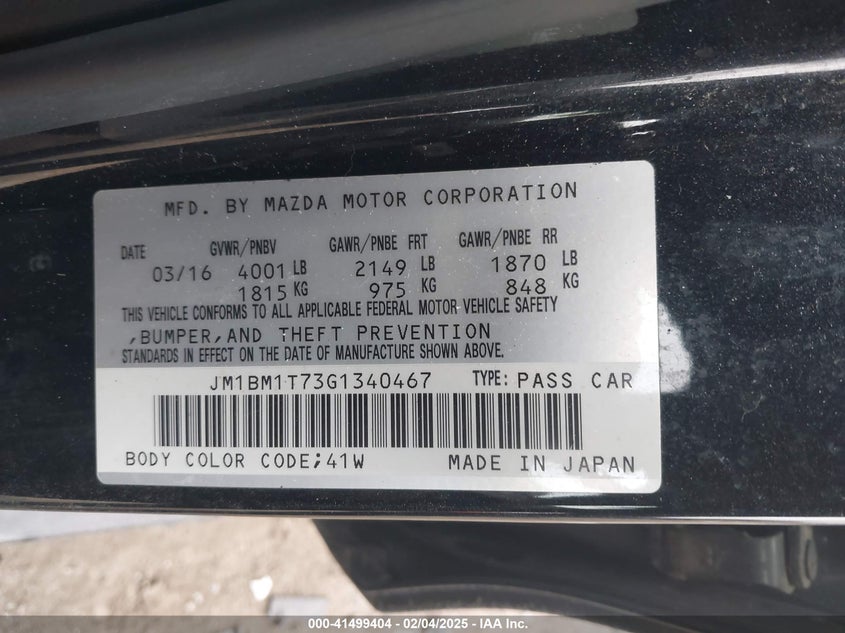 MFD. BY MAZDA MOTOR CORPORATION
DATE GVWR/PNBV GAWR/PNBE FRT GAWR/PNBE RR
03/16 4001 LB 2149 LB 1870 LB
1815 KG 975 KG 848 KG
THIS VEHICLE CONFORMS TO ALL APPLICABLE FEDERAL MOTOR VEHICLE SAFETY
,BUMPER,AND THEFT PREVENTION
STANDARDS IN EFFECT ON THE DATE OF MANUFACTURE SHOWN ABOVE.
JM1BM1T73G1340467 TYPE: PASS CAR
BODY COLOR CODE;41W MADE IN JAPAN
000-41499404 - 02/04/2025 - IAA Inc.